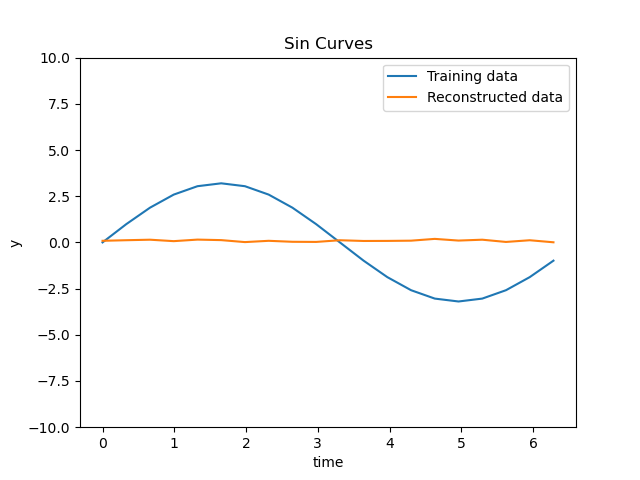 Sin Curves
Training data
Reconstructed data
10.0
7.5
5.0
2.5
0.0
−2.5
−5.0
−7.5
−10.0
y
0 1 2 3 4 5 6
time